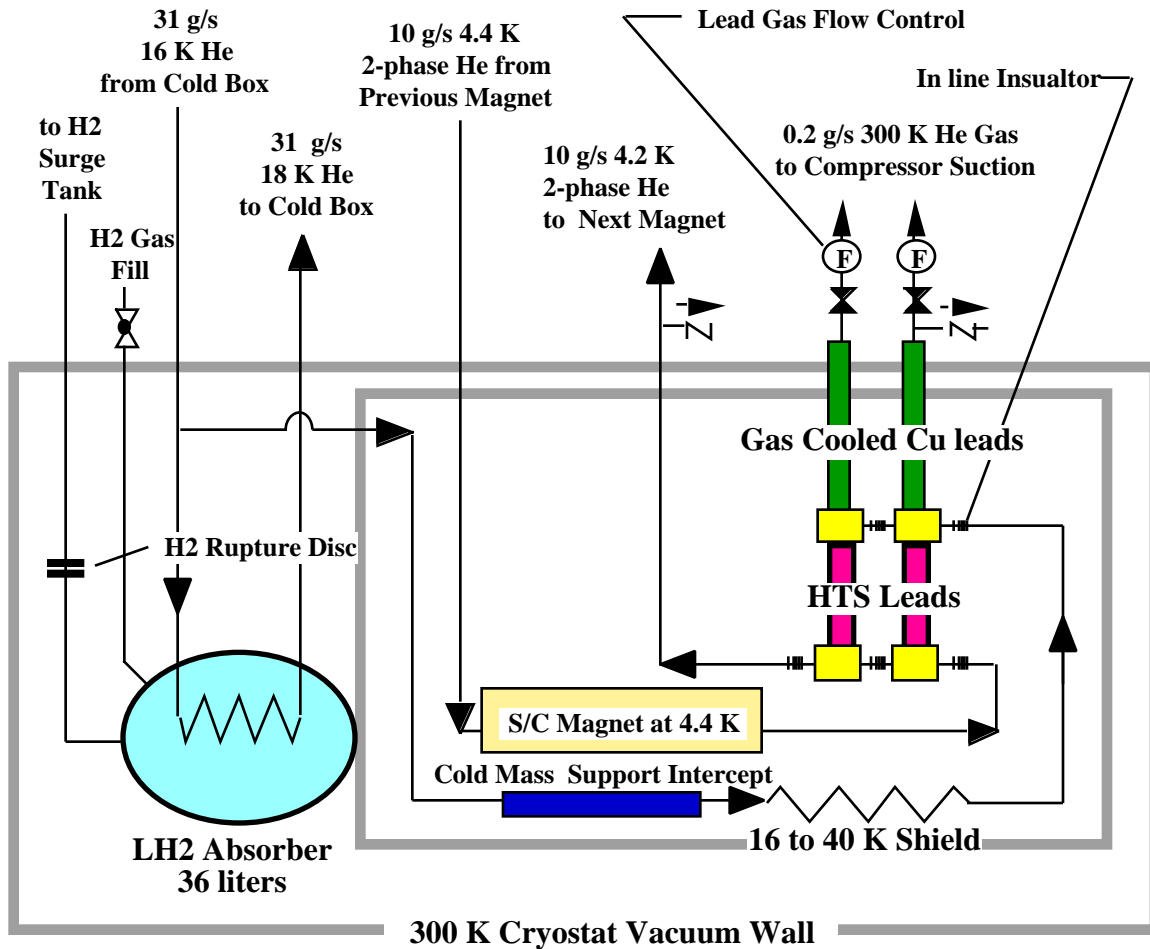 31 g/s
16 K He
from Cold Box
10 g/s 4.4 K
2-phase He from
Previous Magnet
Lead Gas Flow Control
In line Insualtor
to H2
Surge
Tank
31 g/s
18 K He
to Cold Box
10 g/s 4.2 K
2-phase He
to Next Magnet
0.2 g/s 300 K He Gas
to Compressor Suction
H2 Gas
Fill
F
F
Gas Cooled Cu leads
H2 Rupture Disc
HTS Leads
S/C Magnet at 4.4 K
Cold Mass Support Intercept
16 to 40 K Shield
LH2 Absorber
36 liters
300 K Cryostat Vacuum Wall